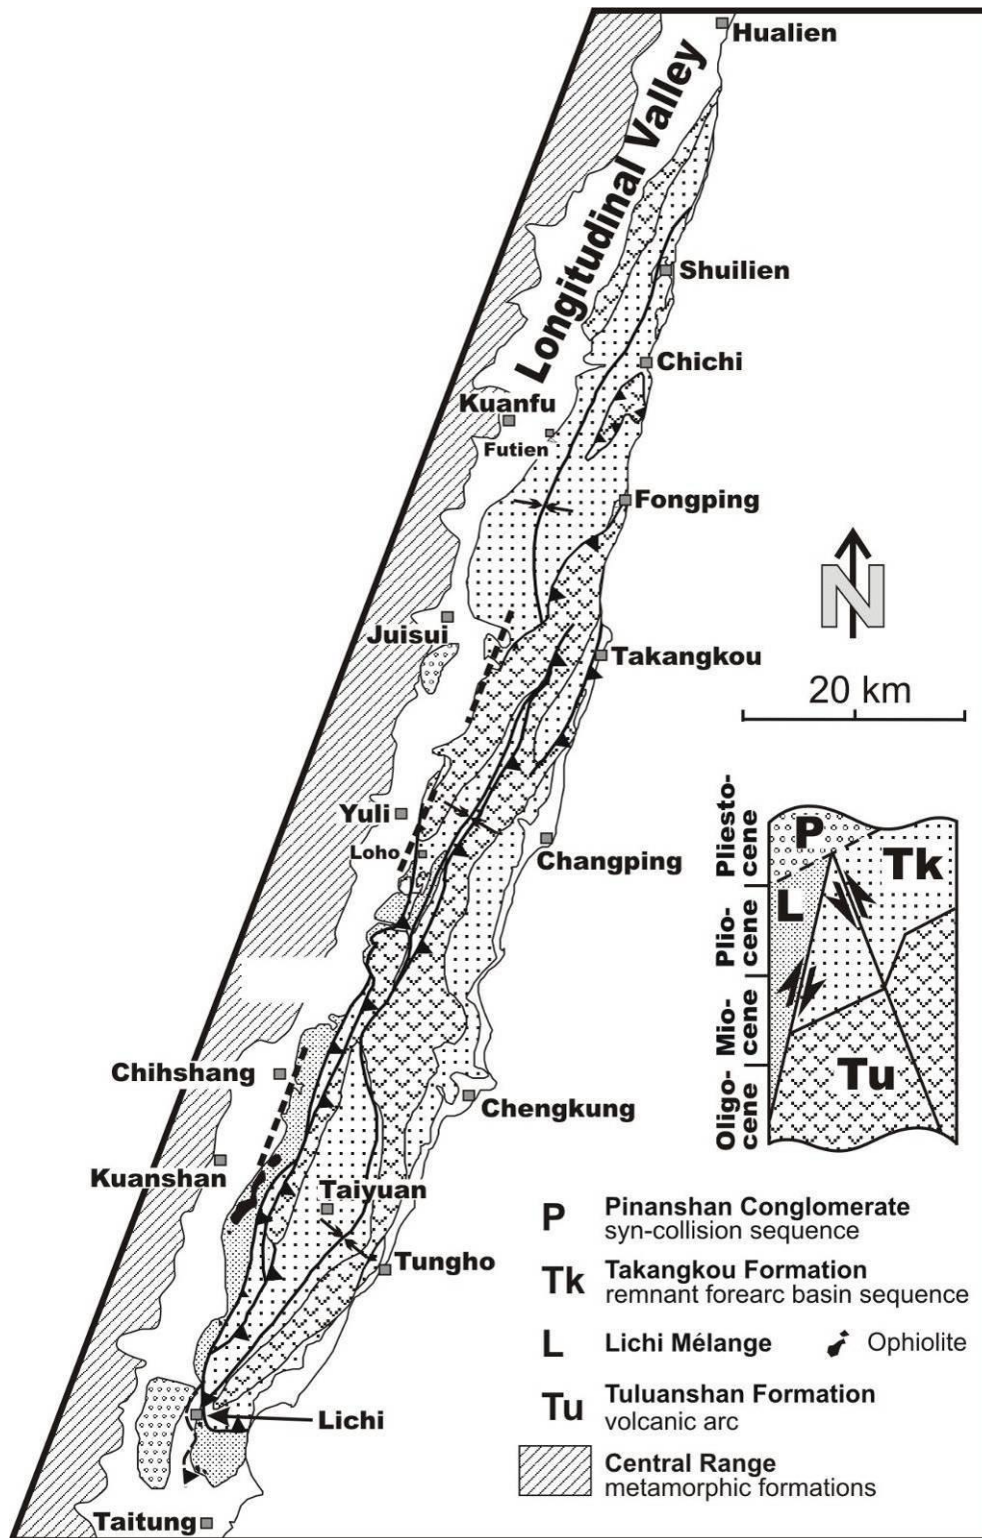 Hualien
Longitudinal Valley
Shuilien
Chichi
Kuanfu
Futien
Fongping
N
Juisui
Takangkou
20 km
Yuli
Loho
Changping
Pliesto-
cene
Plio-
cene
Mio-
cene
Oligo-
cene
P
Tk
L
Tu
Chihshang
Chengkung
Kuanshan
Taiyuan
Tungho
Lichi
Taitung
P Pinanshan Conglomerate
syn-collision sequence
Tk Takangkou Formation
remnant forearc basin sequence
L Lichi Mélange Ophiolite
Tu Tuluanshan Formation
volcanic arc
Central Range
metamorphic formations